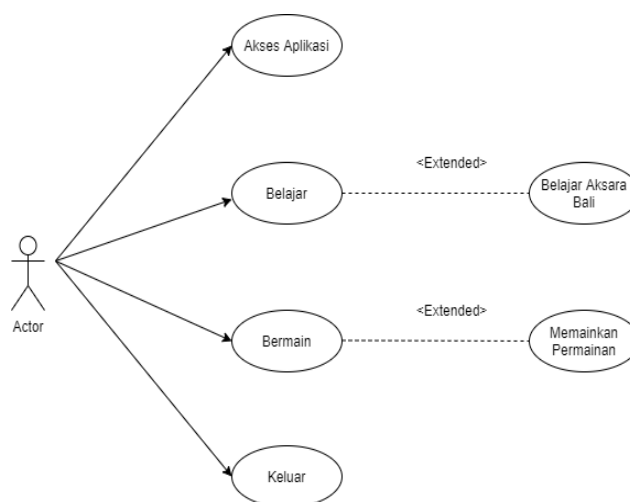 Akses Aplikasi
<Extended>
Belajar
Belajar Aksara
Bali
Actor
<Extended>
Bermain
Memainkan
Permainan
Keluar